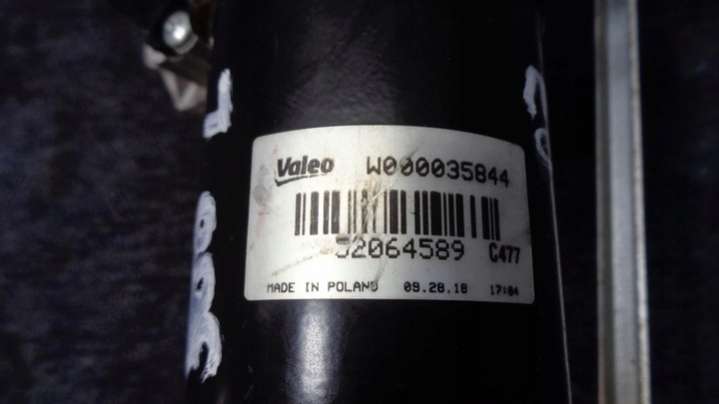 Valeo W000035844
52064589 C477
MADE IN POLAND 09.28.18 17:04